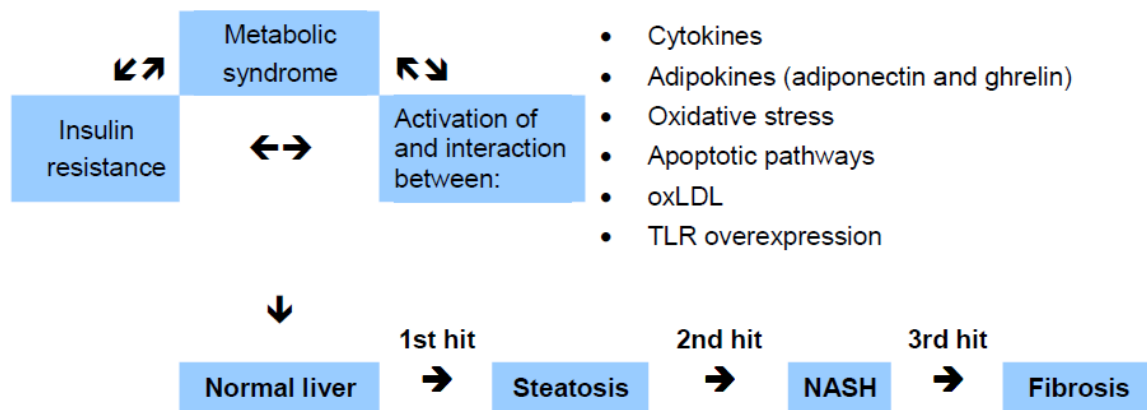 Metabolic
syndrome
Insulin
resistance
Activation of
and interaction
between:
• Cytokines
• Adipokines (adiponectin and ghrelin)
• Oxidative stress
• Apoptotic pathways
• oxLDL
• TLR overexpression
1st hit
2nd hit
3rd hit
Normal liver
Steatosis
NASH
Fibrosis